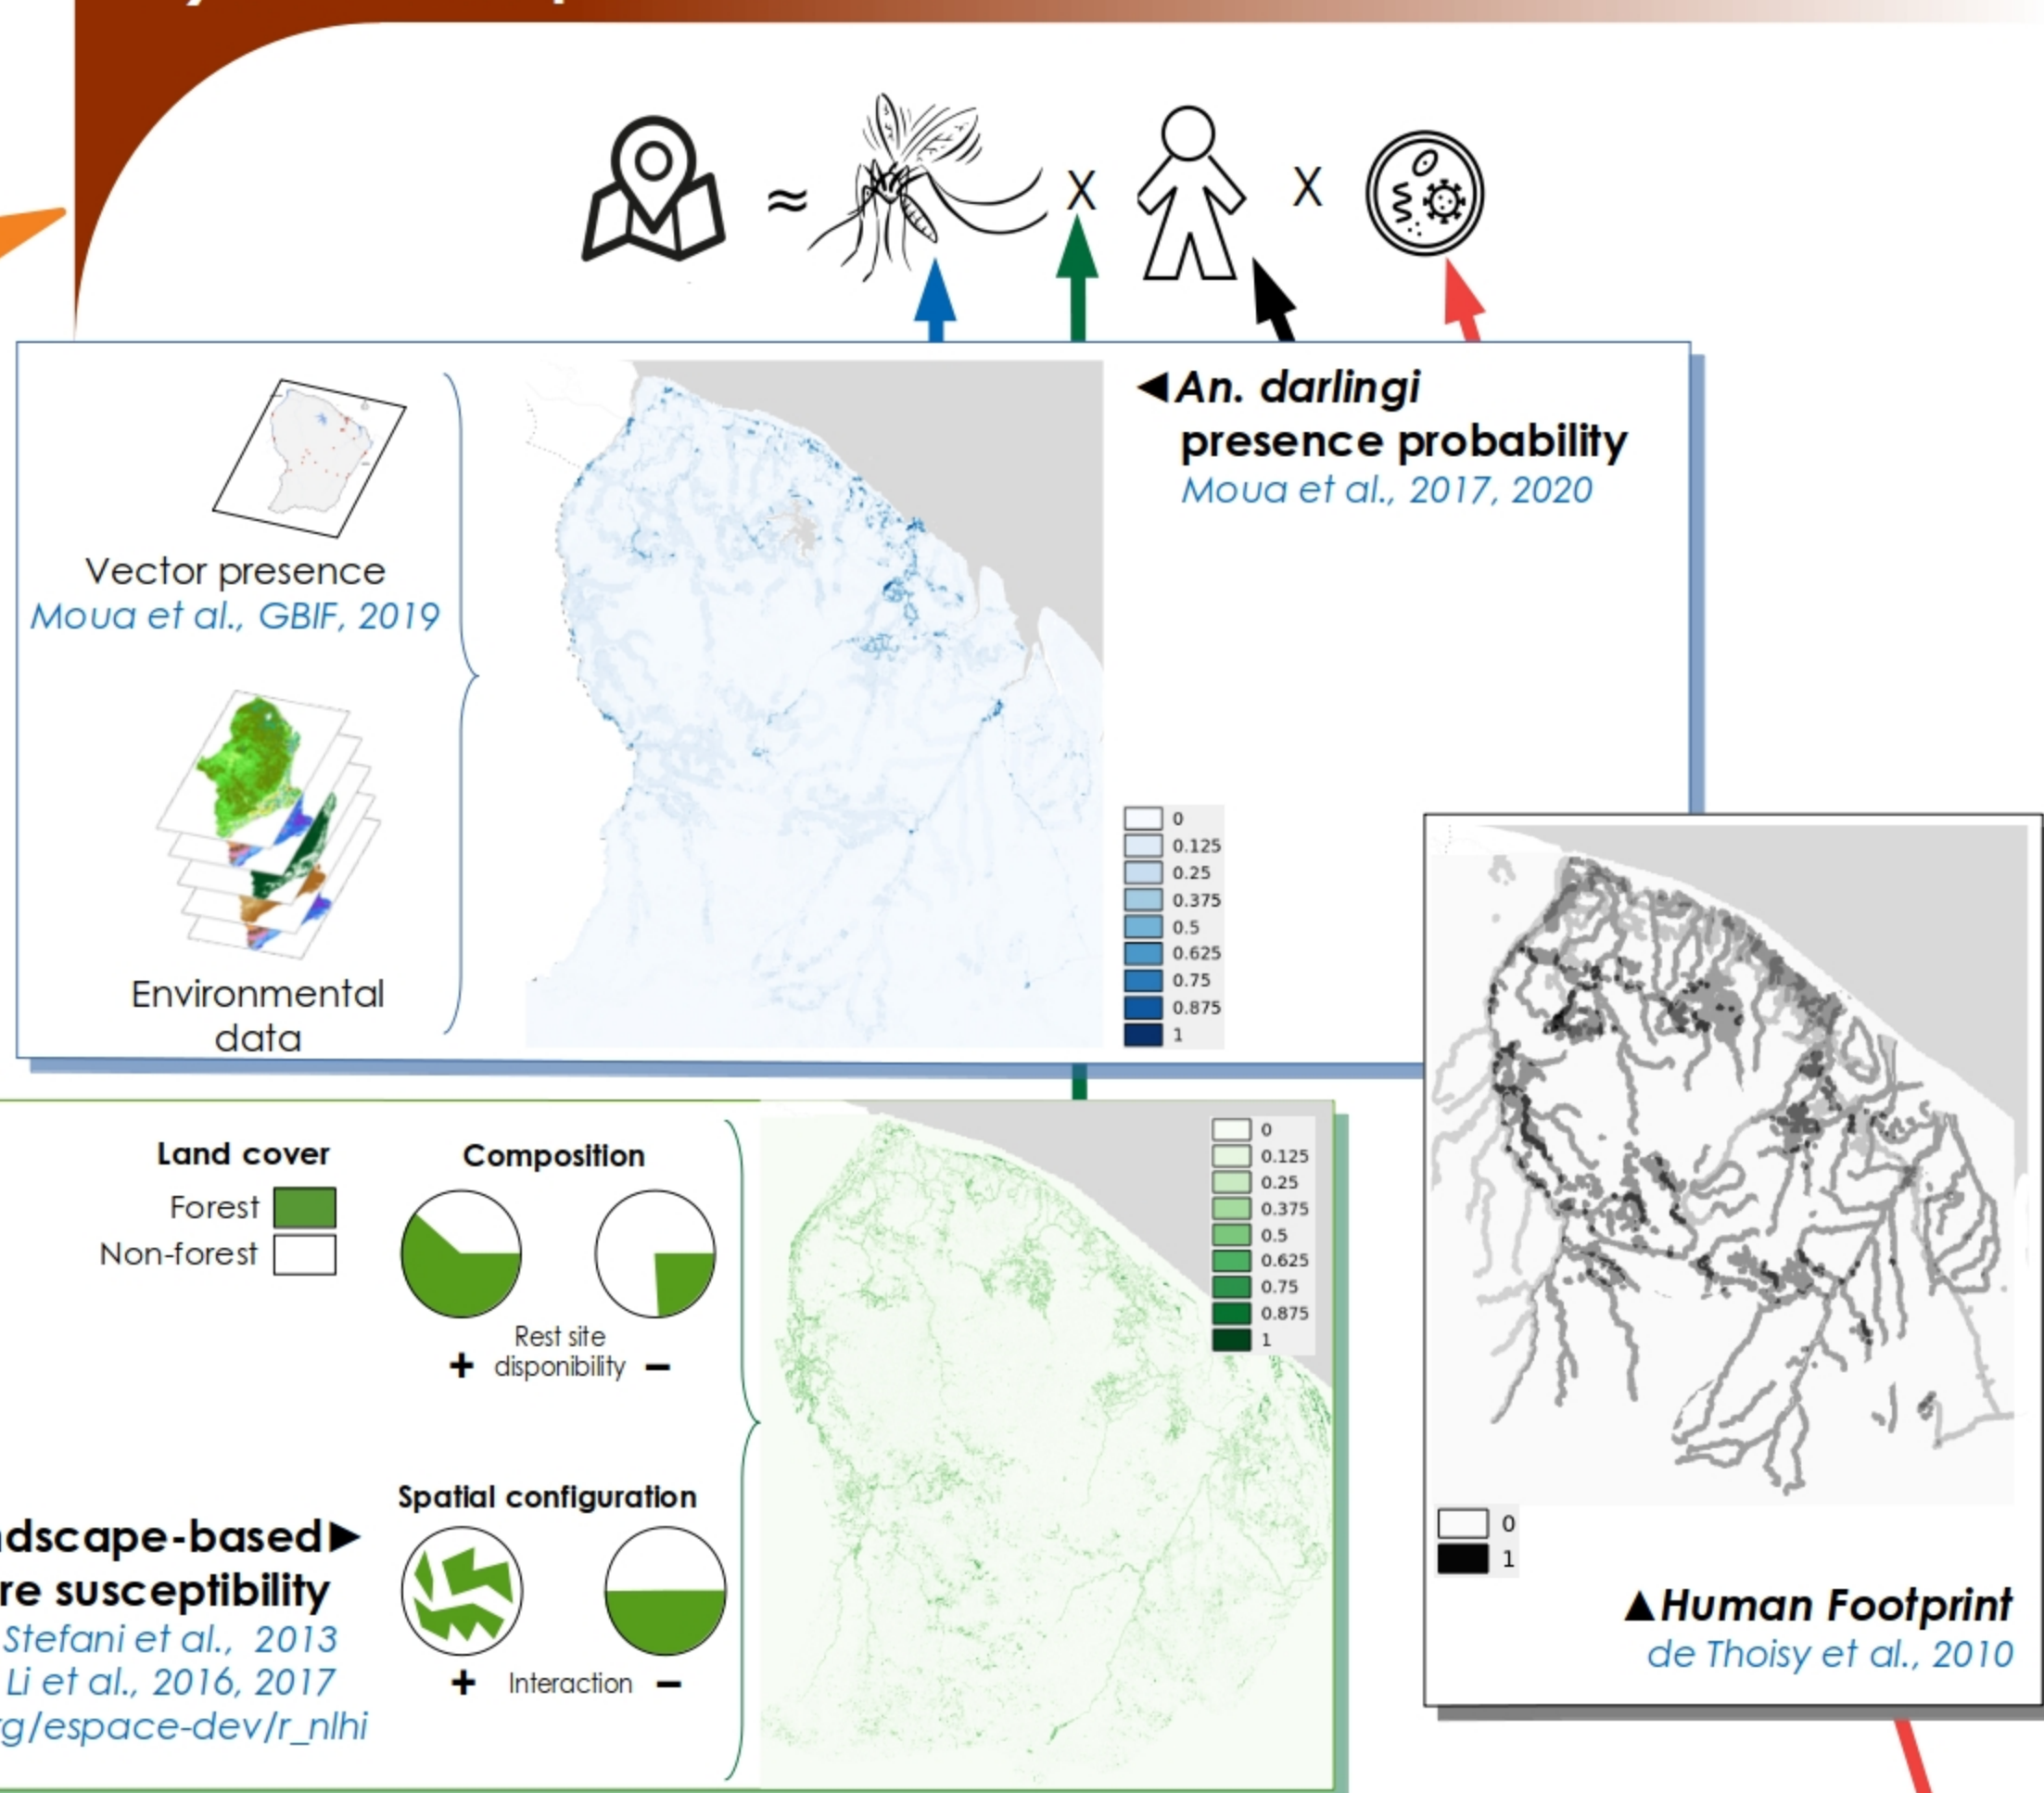 ≈ X X
◄An. darlingi
presence probability
Moua et al., 2017, 2020
Vector presence
Moua et al., GBIF, 2019
Environmental
data
0
0.125
0.25
0.375
0.5
0.625
0.75
0.875
1
Land cover
Forest
Non-forest
Composition
Rest site
+ disponibility −
Spatial configuration
+ Interaction −
ndscape-based►
re susceptibility
Stefani et al., 2013
Li et al., 2016, 2017
rg/espace-dev/r_nlhi
0
0.125
0.25
0.375
0.5
0.625
0.75
0.875
1
0
1
▲Human Footprint
de Thoisy et al., 2010